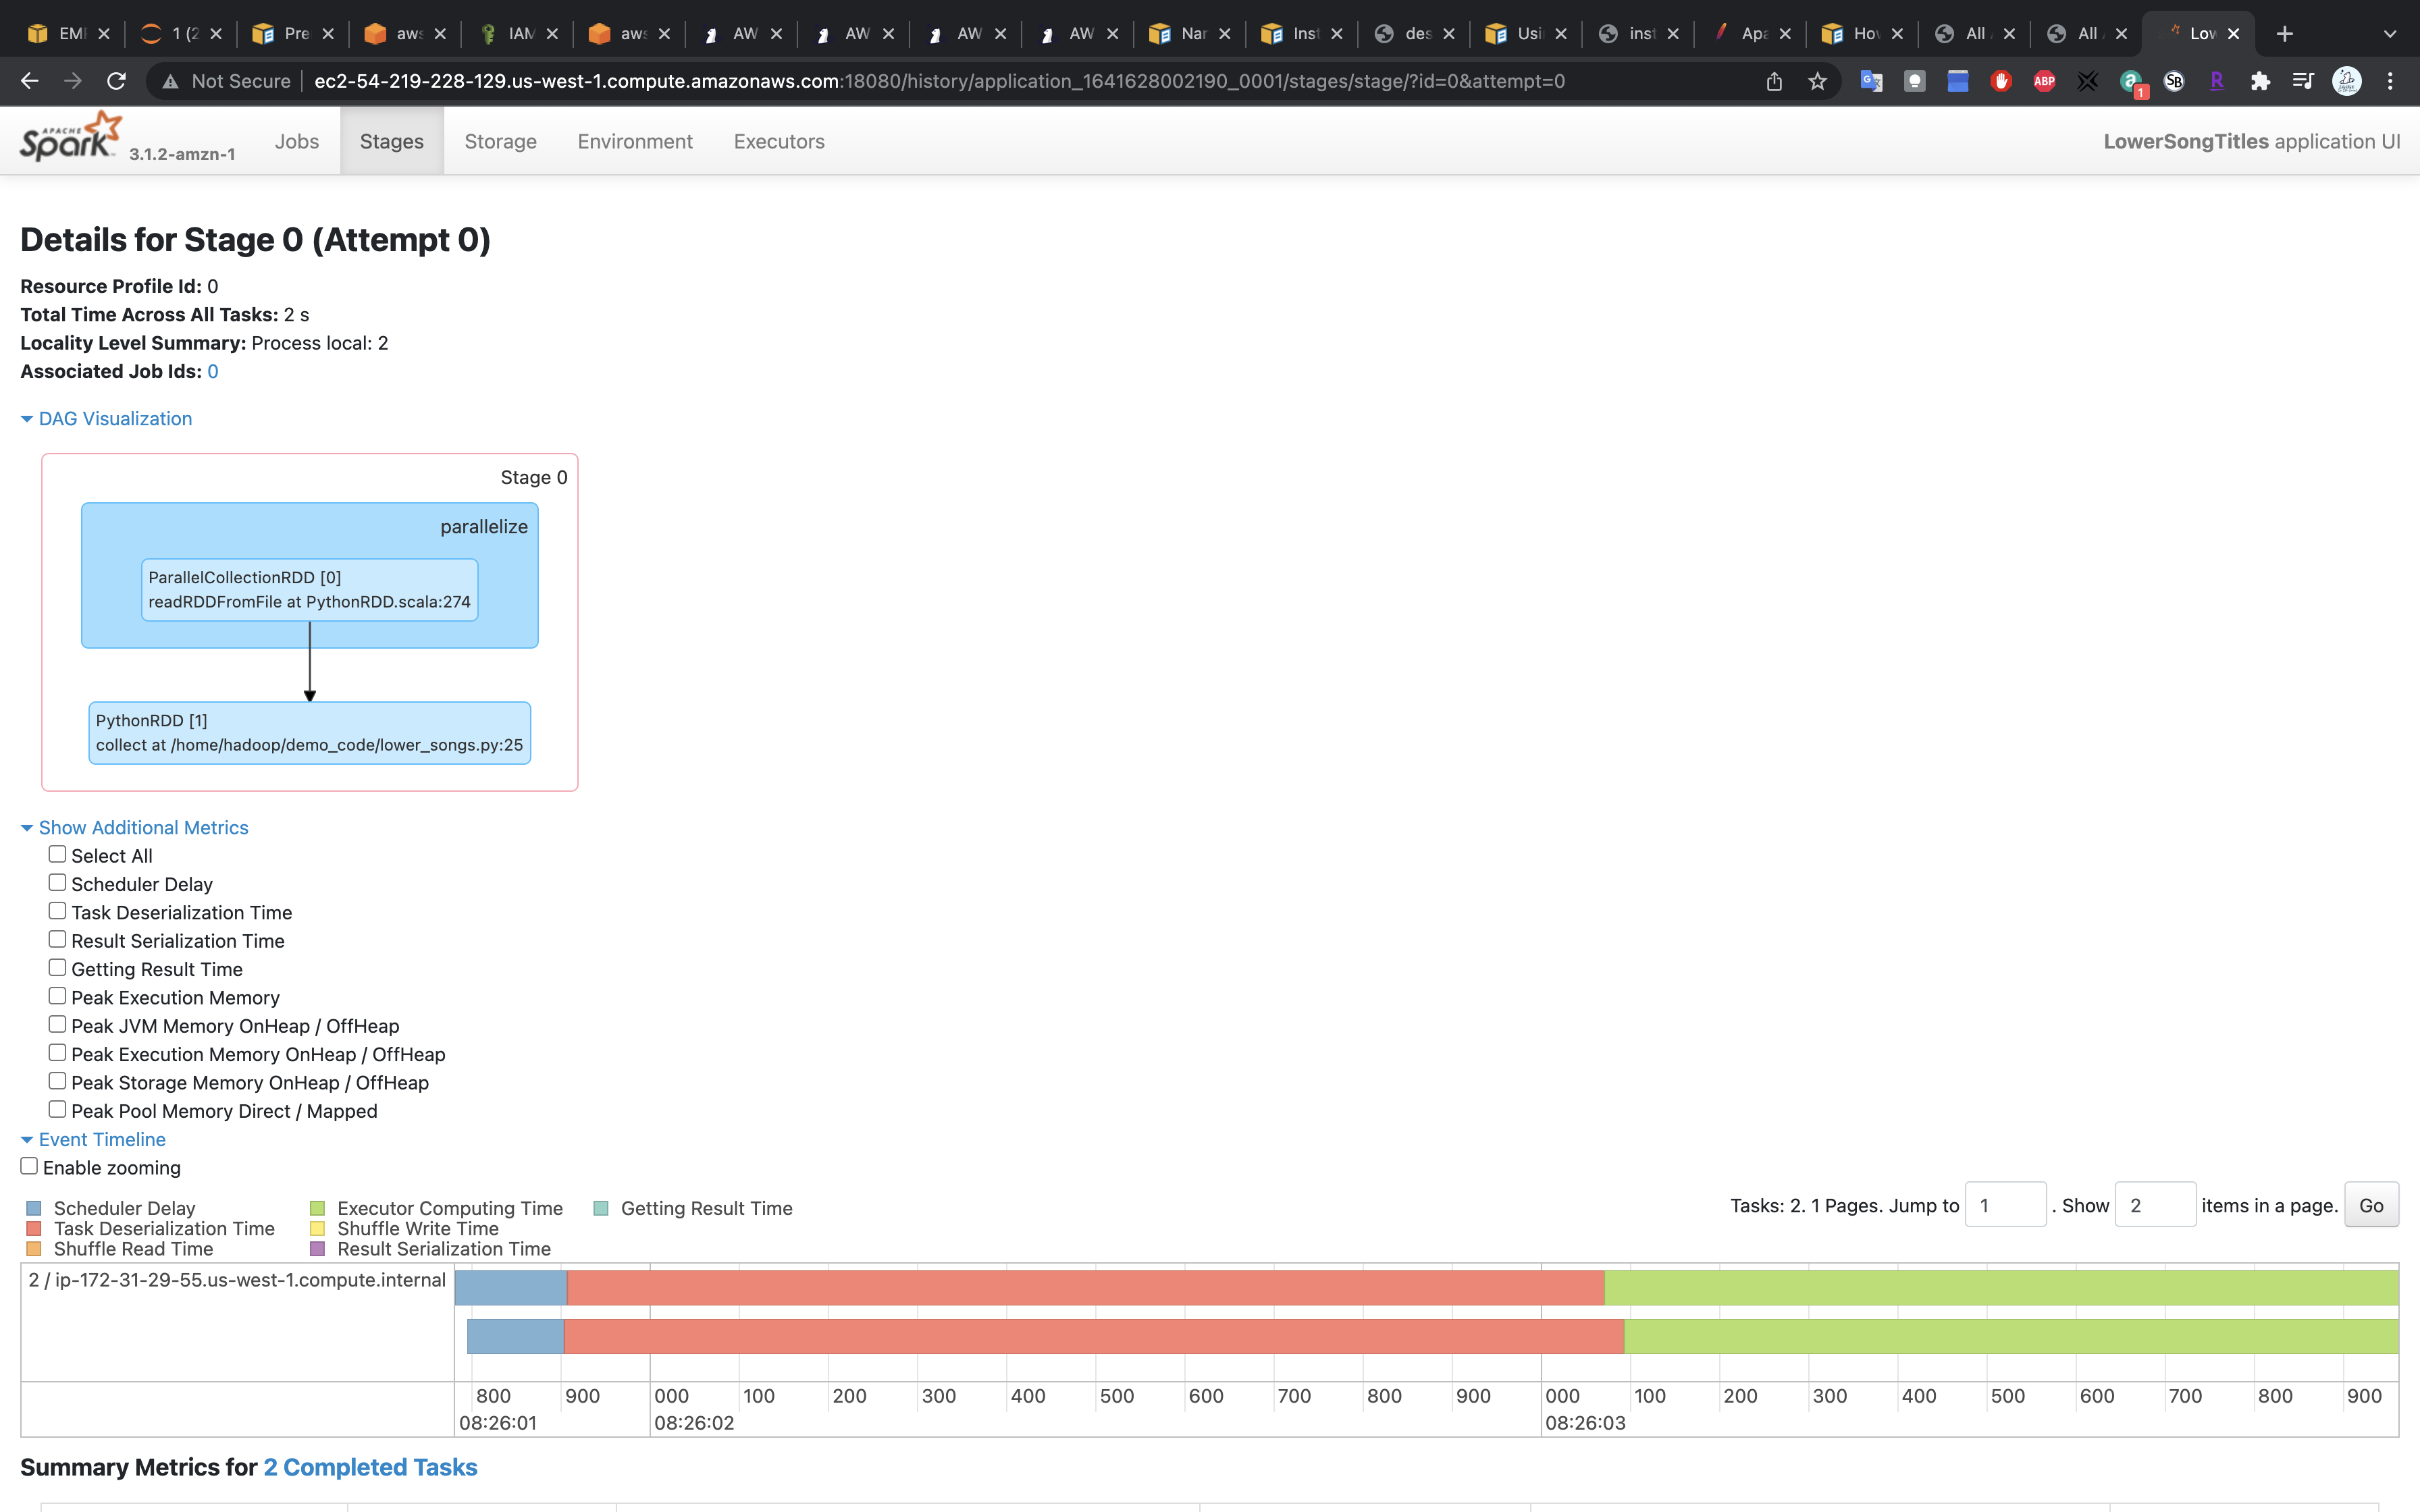 EMF 1 (2 Pre aws IAM aws AW AW AW AW Nar Inst des Usi inst Apa Hov All All Low
Not Secure ec2-54-219-228-129.us-west-1.compute.amazonaws.com:18080/history/application_1641628002190_0001/stages/stage/?id=0&attempt=0 ABP 1 SB R
APACHE Spark 3.1.2-amzn-1 Jobs Stages Storage Environment Executors LowerSongTitles application UI
Details for Stage 0 (Attempt 0)
Resource Profile Id: 0
Total Time Across All Tasks: 2 s
Locality Level Summary: Process local: 2
Associated Job Ids: 0
DAG Visualization
Stage 0
parallelize
ParallelCollectionRDD [0]
readRDDFromFile at PythonRDD.scala:274
PythonRDD [1]
collect at /home/hadoop/demo_code/lower_songs.py:25
Show Additional Metrics
Select All
Scheduler Delay
Task Deserialization Time
Result Serialization Time
Getting Result Time
Peak Execution Memory
Peak JVM Memory OnHeap / OffHeap
Peak Execution Memory OnHeap / OffHeap
Peak Storage Memory OnHeap / OffHeap
Peak Pool Memory Direct / Mapped
Event Timeline
Enable zooming
Tasks: 2. 1 Pages. Jump to 1 . Show 2 items in a page. Go
Scheduler Delay Executor Computing Time Getting Result Time
Task Deserialization Time Shuffle Write Time
Shuffle Read Time Result Serialization Time
2 / ip-172-31-29-55.us-west-1.compute.internal
800 900 000 100 200 300 400 500 600 700 800 900 000 100 200 300 400 500 600 700 800 900
08:26:01 08:26:02 08:26:03
Summary Metrics for 2 Completed Tasks